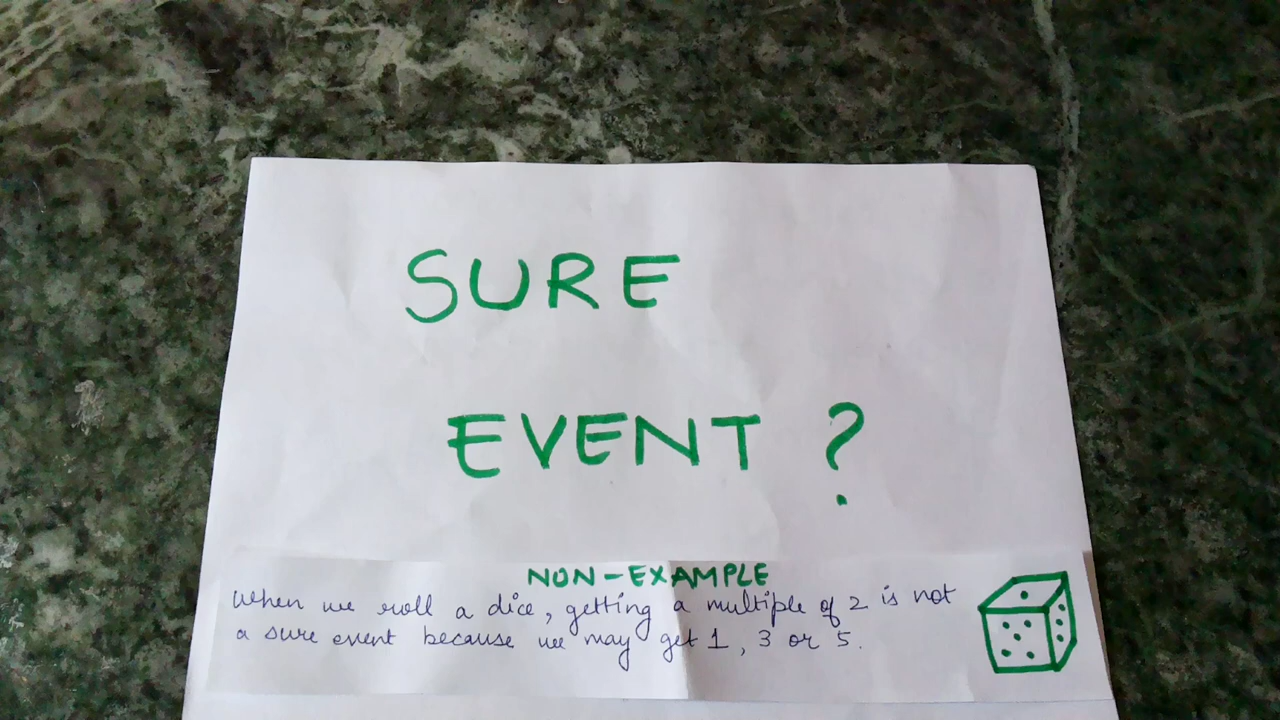 SURE
EVENT ?
NON-EXAMPLE
When we roll a dice, getting a multiple of 2 is not
a sure event because we may get 1, 3 or 5.